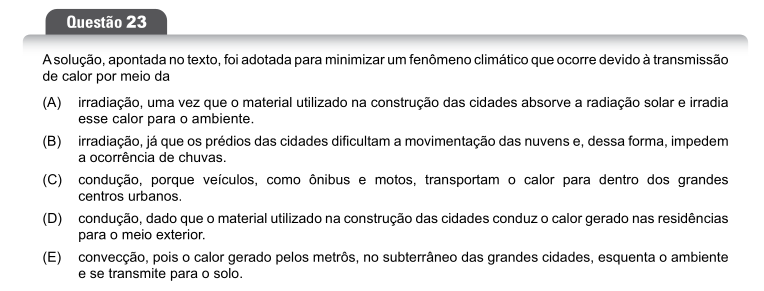 Questão 23
A solução, apontada no texto, foi adotada para minimizar um fenômeno climático que ocorre devido à transmissão
de calor por meio da
(A) irradiação, uma vez que o material utilizado na construção das cidades absorve a radiação solar e irradia
esse calor para o ambiente.
(B) irradiação, já que os prédios das cidades dificultam a movimentação das nuvens e, dessa forma, impedem
a ocorrência de chuvas.
(C) condução, porque veículos, como ônibus e motos, transportam o calor para dentro dos grandes
centros urbanos.
(D) condução, dado que o material utilizado na construção das cidades conduz o calor gerado nas residências
para o meio exterior.
(E) convecção, pois o calor gerado pelos metrôs, no subterrâneo das grandes cidades, esquenta o ambiente
e se transmite para o solo.